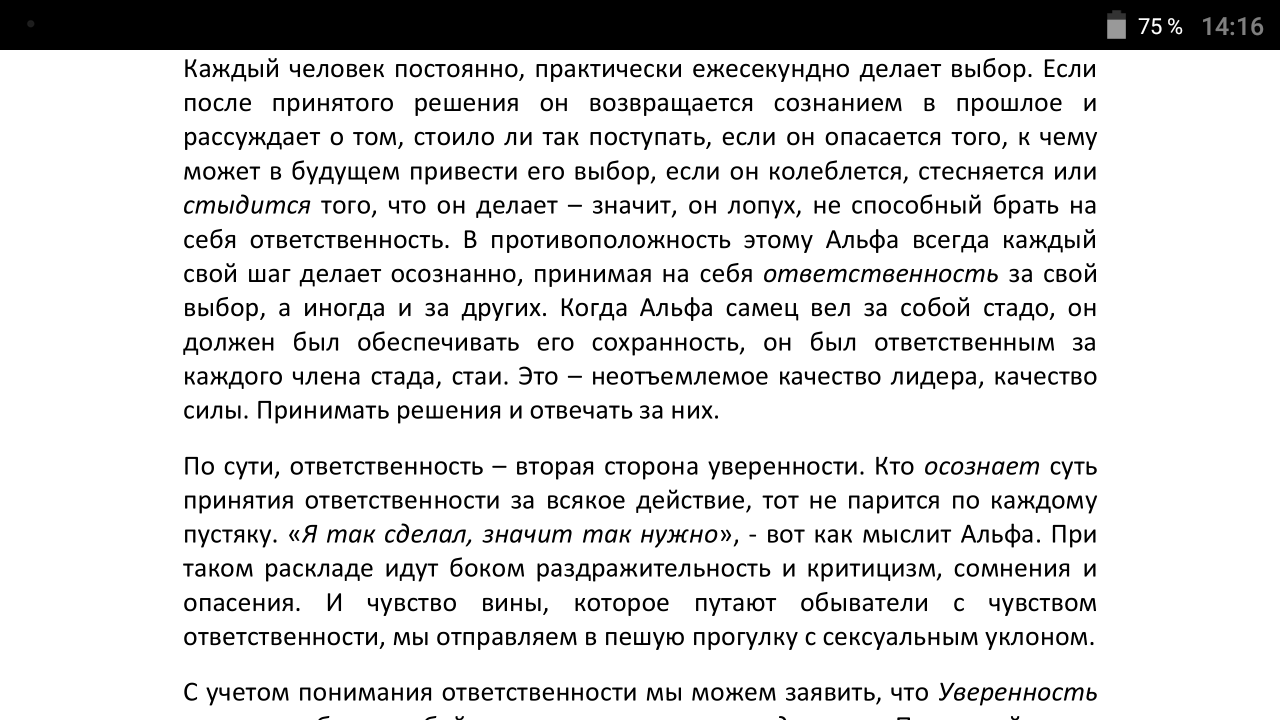 75 % 14:16
Каждый человек постоянно, практически ежесекундно делает выбор. Если
после принятого решения он возвращается сознанием в прошлое и
рассуждает о том, стоило ли так поступать, если он опасается того, к чему
может в будущем привести его выбор, если он колеблется, стесняется или
стыдится того, что он делает – значит, он лопух, не способный брать на
себя ответственность. В противоположность этому Альфа всегда каждый
свой шаг делает осознанно, принимая на себя ответственность за свой
выбор, а иногда и за других. Когда Альфа самец вел за собой стадо, он
должен был обеспечивать его сохранность, он был ответственным за
каждого члена стада, стаи. Это – неотъемлемое качество лидера, качество
силы. Принимать решения и отвечать за них.
По сути, ответственность – вторая сторона уверенности. Кто осознает суть
принятия ответственности за всякое действие, тот не парится по каждому
пустяку. «Я так сделал, значит так нужно», - вот как мыслит Альфа. При
таком раскладе идут боком раздражительность и критицизм, сомнения и
опасения. И чувство вины, которое путают обыватели с чувством
ответственности, мы отправляем в пешую прогулку с сексуальным уклоном.
С учетом понимания ответственности мы можем заявить, что Уверенность